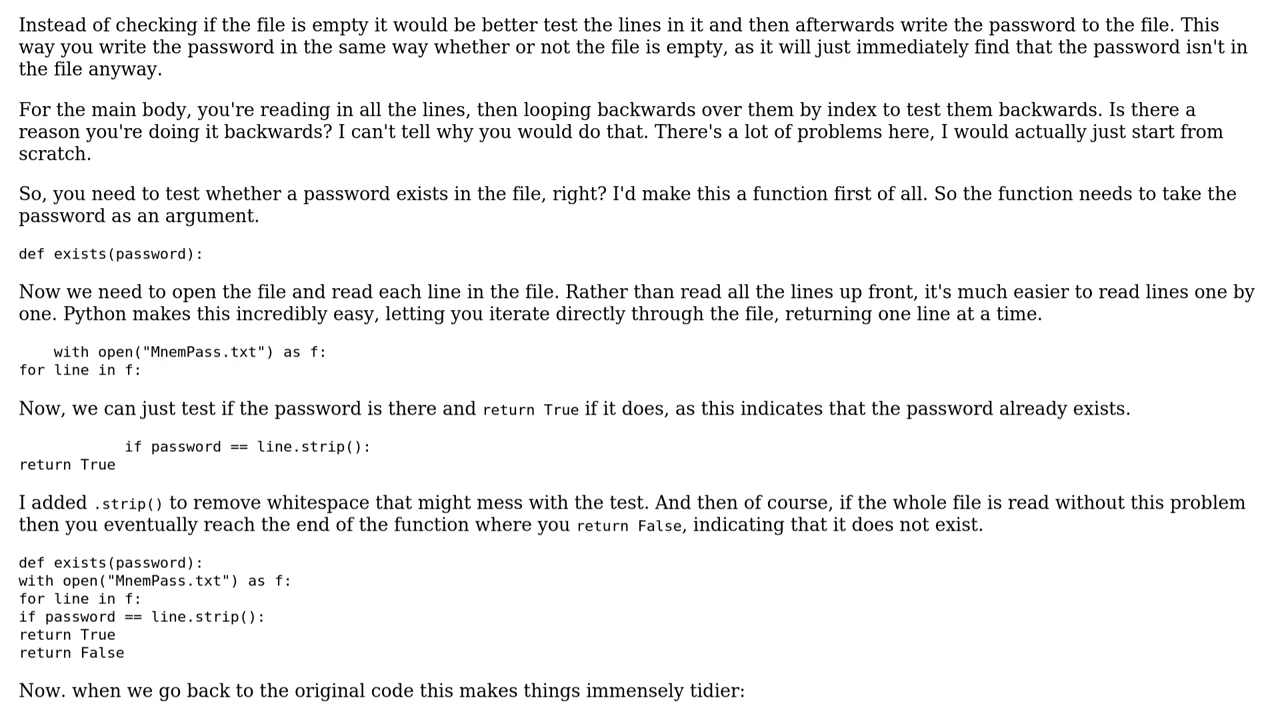 Instead of checking if the file is empty it would be better test the lines in it and then afterwards write the password to the file. This
way you write the password in the same way whether or not the file is empty, as it will just immediately find that the password isn't in
the file anyway.
For the main body, you're reading in all the lines, then looping backwards over them by index to test them backwards. Is there a
reason you're doing it backwards? I can't tell why you would do that. There's a lot of problems here, I would actually just start from
scratch.
So, you need to test whether a password exists in the file, right? I'd make this a function first of all. So the function needs to take the
password as an argument.
def exists(password):
Now we need to open the file and read each line in the file. Rather than read all the lines up front, it's much easier to read lines one by
one. Python makes this incredibly easy, letting you iterate directly through the file, returning one line at a time.
    with open("MnemPass.txt") as f:
for line in f:
Now, we can just test if the password is there and return True if it does, as this indicates that the password already exists.
            if password == line.strip():
return True
I added .strip() to remove whitespace that might mess with the test. And then of course, if the whole file is read without this problem
then you eventually reach the end of the function where you return False, indicating that it does not exist.
def exists(password):
with open("MnemPass.txt") as f:
for line in f:
if password == line.strip():
return True
return False
Now. when we go back to the original code this makes things immensely tidier: